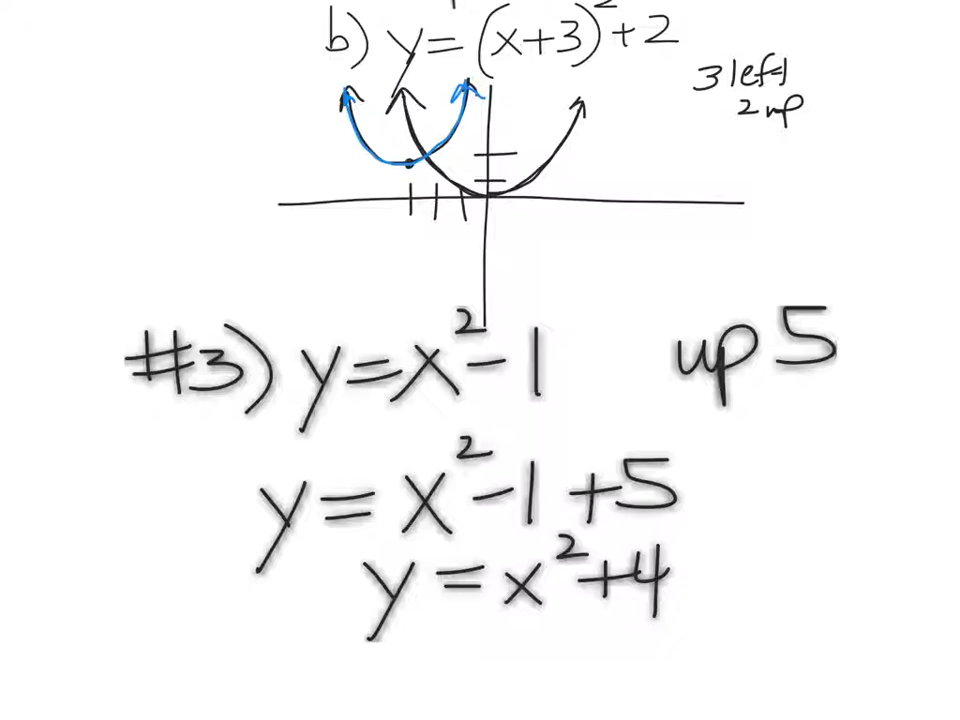 b) y = (x+3)² + 2
3 left
2 up
#3) y = x² - 1 up 5
y = x² - 1 + 5
y = x² + 4